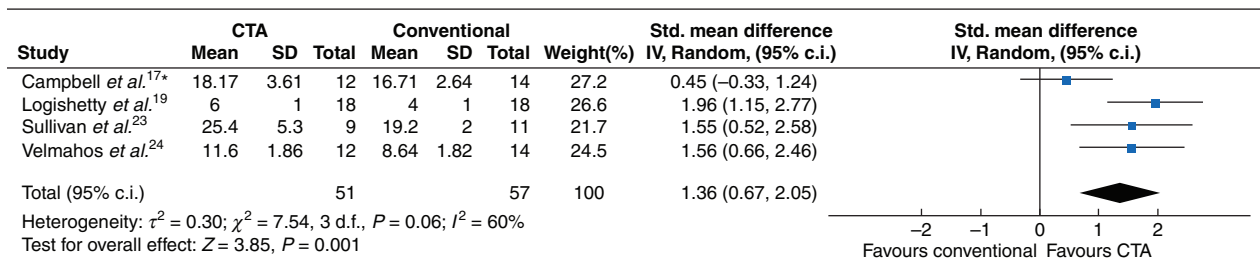 CTA Conventional Std. mean difference Std. mean difference
Study Mean SD Total Mean SD Total Weight(%) IV, Random, (95% c.i.) IV, Random, (95% c.i.)
Campbell et al.17* 18.17 3.61 12 16.71 2.64 14 27.2 0.45 (–0.33, 1.24)
Logishetty et al.19 6 1 18 4 1 18 26.6 1.96 (1.15, 2.77)
Sullivan et al.23 25.4 5.3 9 19.2 2 11 21.7 1.55 (0.52, 2.58)
Velmahos et al.24 11.6 1.86 12 8.64 1.82 14 24.5 1.56 (0.66, 2.46)
Total (95% c.i.) 51 57 100 1.36 (0.67, 2.05)
Heterogeneity: τ2 = 0.30; χ2 = 7.54, 3 d.f., P = 0.06; I2 = 60%
Test for overall effect: Z = 3.85, P = 0.001
–2 –1 0 1 2
Favours conventional Favours CTA